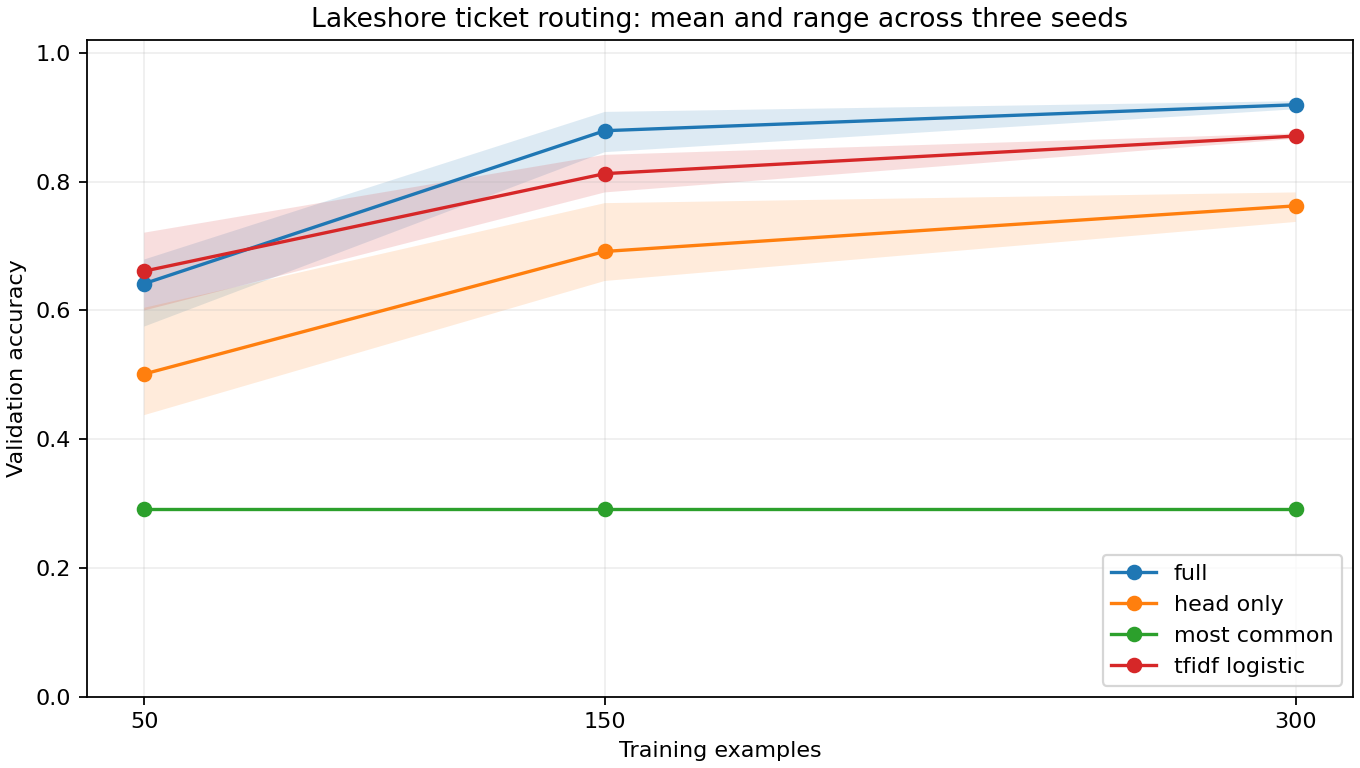 Lakeshore ticket routing: mean and range across three seeds
Validation accuracy
1.0
0.8
0.6
0.4
0.2
0.0
50
150
300
Training examples
full
head only
most common
tfidf logistic